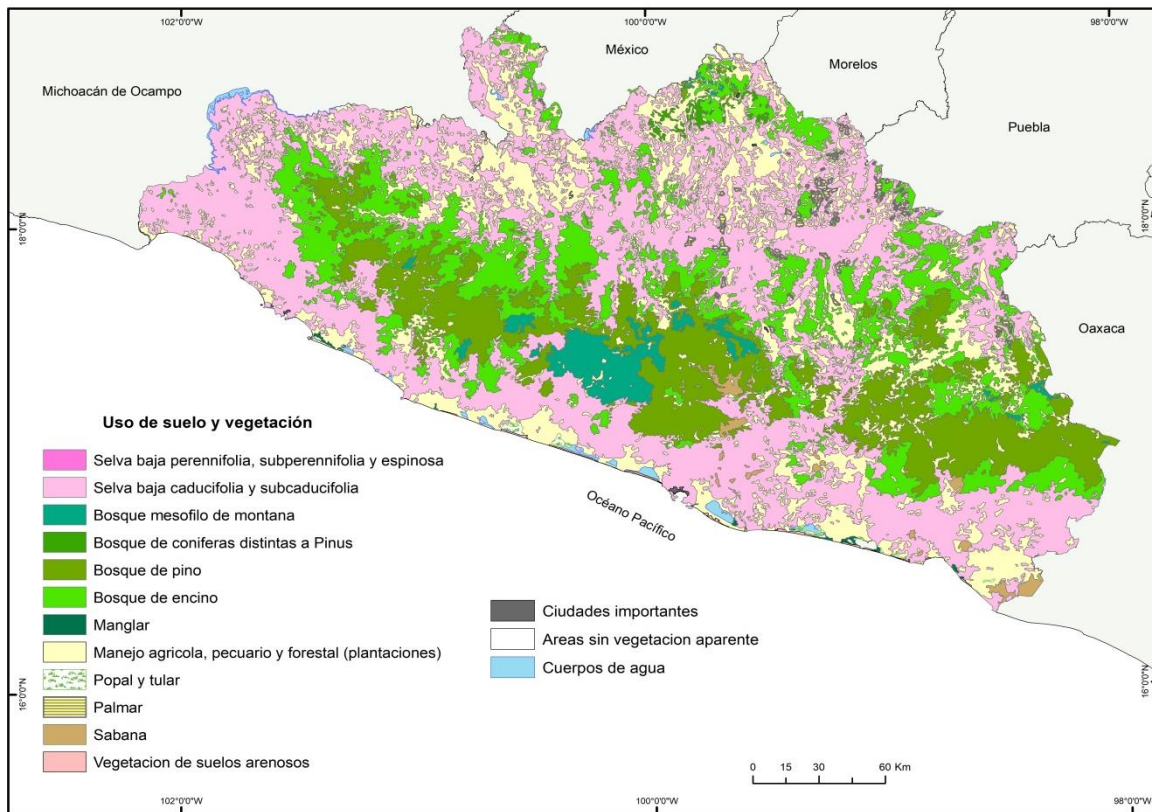 102°0'0"W
100°0'0"W
98°0'0"W
México
Morelos
Michoacán de Ocampo
Puebla
18°0'0"N
18°0'0"N
Oaxaca
Océano Pacífico
Uso de suelo y vegetación
Selva baja perennifolia, subperennifolia y espinosa
Selva baja caducifolia y subcaducifolia
Bosque mesofilo de montana
Bosque de coniferas distintas a Pinus
Bosque de pino
Bosque de encino
Manglar
Manejo agricola, pecuario y forestal (plantaciones)
Popal y tular
Palmar
Sabana
Vegetacion de suelos arenosos
Ciudades importantes
Areas sin vegetacion aparente
Cuerpos de agua
16°0'0"N
16°0'0"N
0 15 30 60 Km
102°0'0"W
100°0'0"W
98°0'0"W